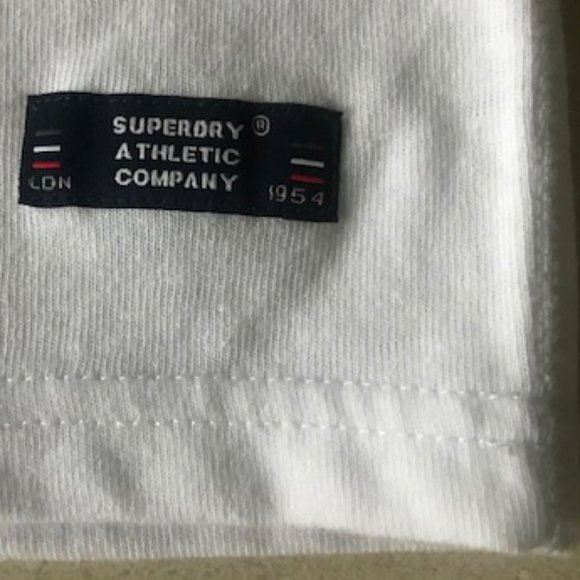 SUPERDRY ®
ATHLETIC
COMPANY
LDN
1954